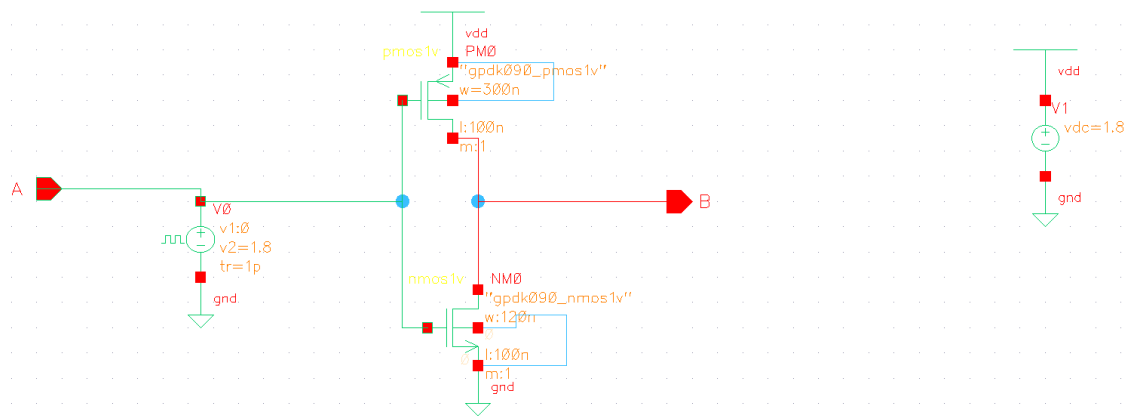 vdd
pmos1v
PM0
"gpdk090_pmos1v"
w=300n
l:100n
m:1
vdd
V1
vdc=1.8
gnd
A
V0
v1:0
v2=1.8
tr=1p
gnd
B
nmos1v
NM0
"gpdk090_nmos1v"
w:120n
l:100n
m:1
gnd